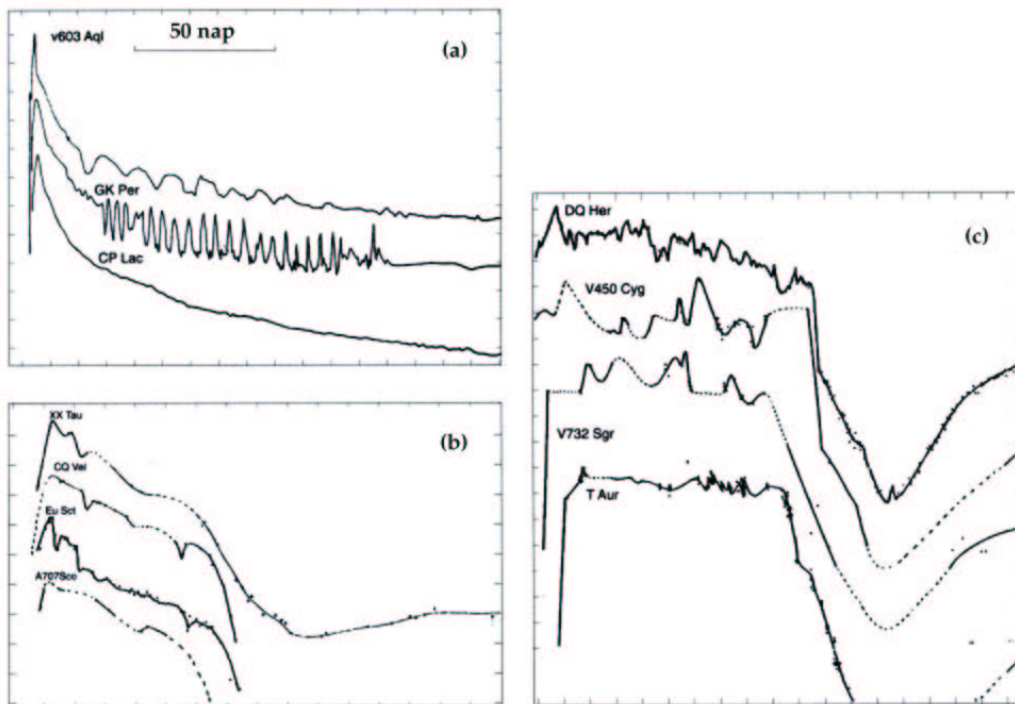 v603 Aql
50 nap
(a)
GK Per
CP Lac
XX Tau
(b)
CQ Vel
Eu Sct
A707Sco
DQ Her
(c)
V450 Cyg
V732 Sgr
T Aur